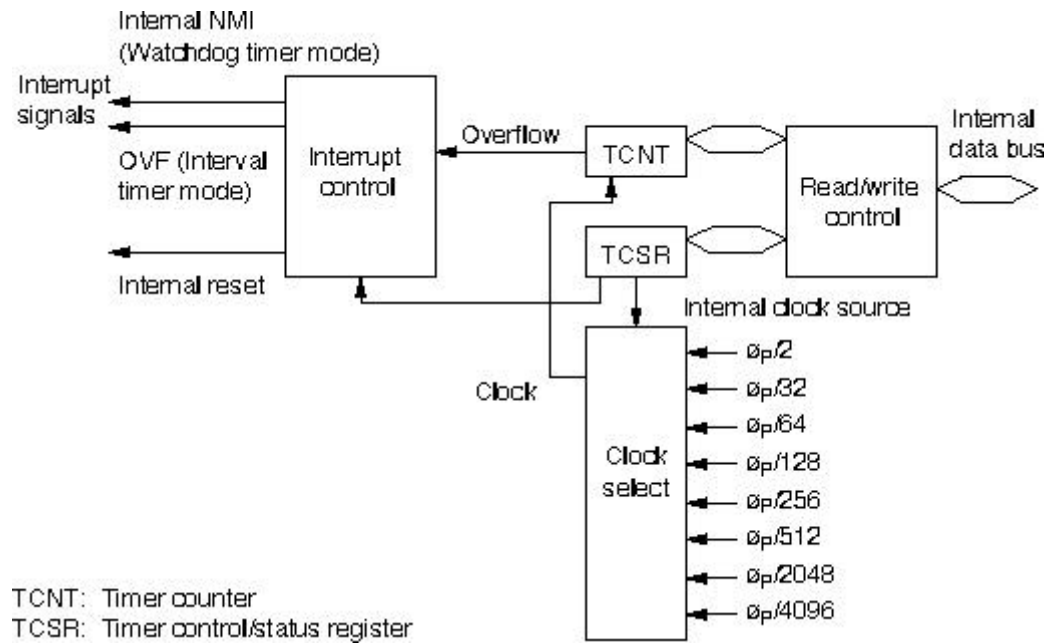 Internal NMI
(Watchdog timer mode)
Interrupt
signals
OVF (Interval
timer mode)
Internal reset
Interrupt
control
Overflow
TCNT
TCSR
Read/write
control
Internal
data bus
Internal clock source
Clock
Clock
select
øP/2
øP/32
øP/64
øP/128
øP/256
øP/512
øP/2048
øP/4096
TCNT: Timer counter
TCSR: Timer control/status register